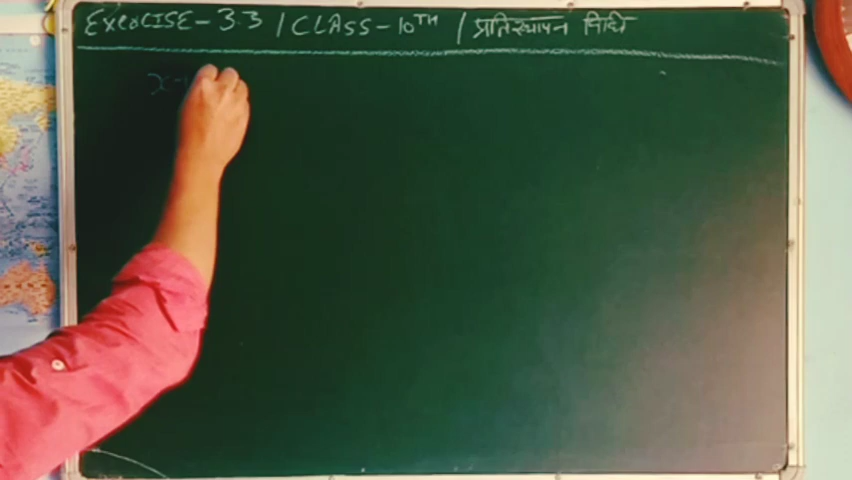 EXERCISE - 3.3 / CLASS - 10TH / प्रतिस्थापन विधि
x +